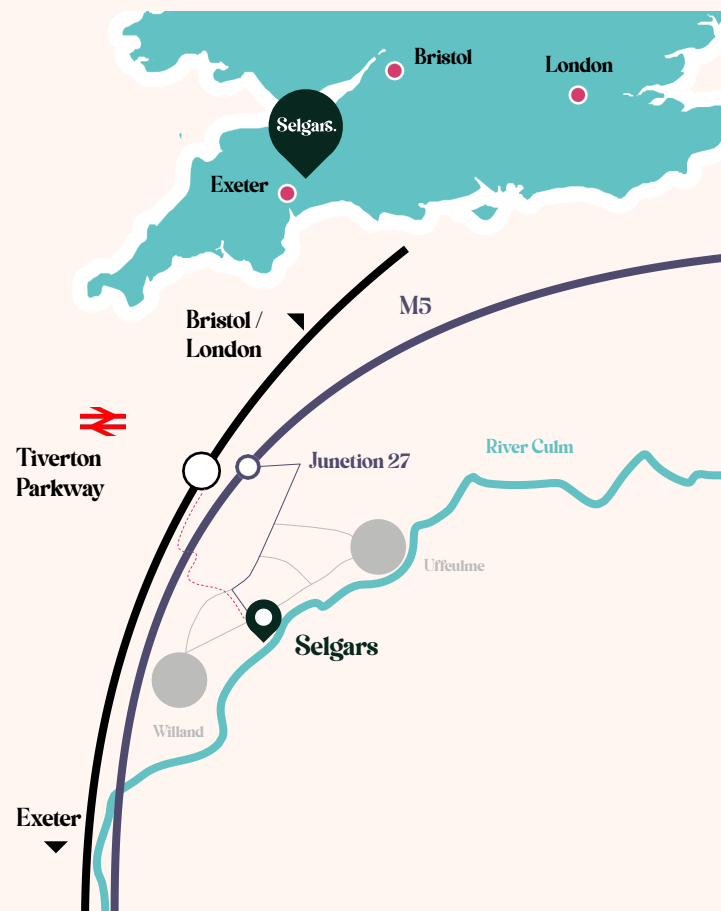 Bristol
London
Selgars.
Exeter
Bristol /
London
M5
Tiverton
Parkway
Junction 27
River Culm
Uffculme
Selgars
Willand
Exeter